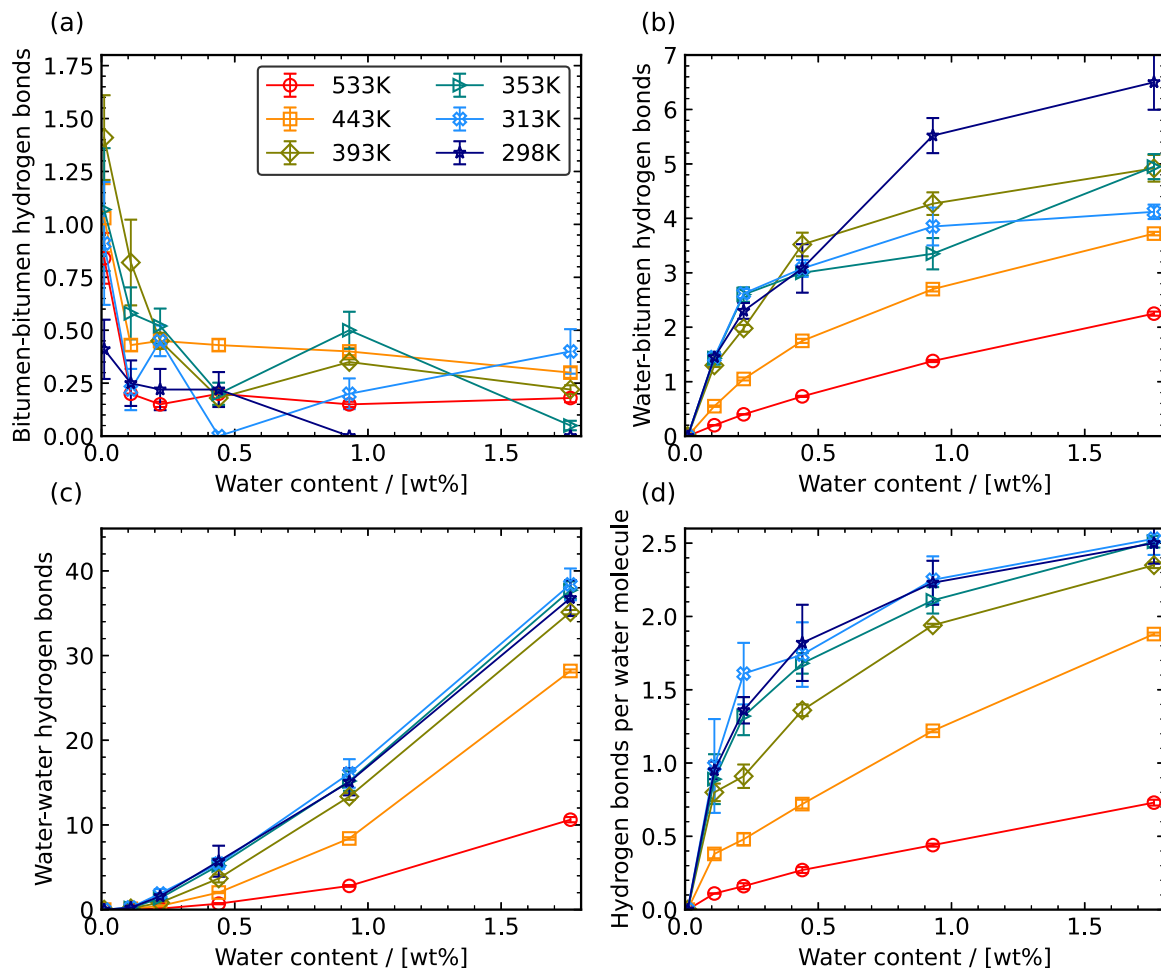 (a)
Bitumen-bitumen hydrogen bonds
1.75
1.50
1.25
1.00
0.75
0.50
0.25
0.00
533K
443K
393K
353K
313K
298K
0.0 0.5 1.0 1.5
Water content / [wt%]
(b)
Water-bitumen hydrogen bonds
7
6
5
4
3
2
1
0
0.0 0.5 1.0 1.5
Water content / [wt%]
(c)
Water-water hydrogen bonds
40
30
20
10
0
0.0 0.5 1.0 1.5
Water content / [wt%]
(d)
Hydrogen bonds per water molecule
2.5
2.0
1.5
1.0
0.5
0.0
0.0 0.5 1.0 1.5
Water content / [wt%]